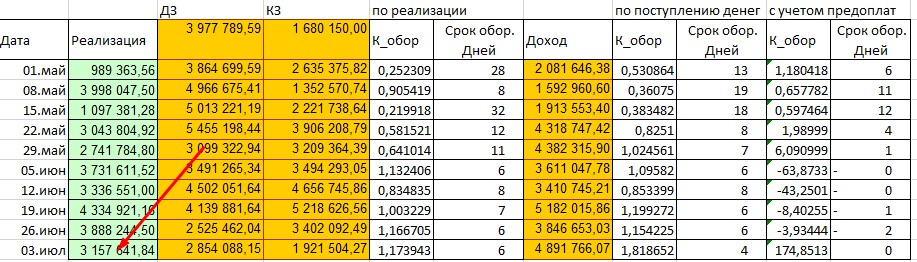 ДЗ КЗ по реализации по поступлению денег с учетом предоплат
3 977 789,59 1 680 150,00
Дата Реализация К_обор Срок обор. Дней Доход К_обор Срок обор. Дней К_обор Срок обор. Дней
01.май 989 363,56 3 864 699,59 2 635 375,82 0,252309 28 2 081 646,38 0,530864 13 1,180418 6
08.май 3 998 047,50 4 966 675,41 1 352 570,74 0,905419 8 1 592 960,60 0,36075 19 0,657782 11
15.май 1 097 381,28 5 013 221,19 2 221 738,64 0,219918 32 1 913 553,40 0,383482 18 0,597464 12
22.май 3 043 804,92 5 455 198,44 3 906 208,79 0,581521 12 4 318 747,42 0,8251 8 1,98999 4
29.май 2 741 784,80 3 099 322,94 3 209 364,39 0,641014 11 4 382 315,90 1,024561 7 6,090999 1
05.июн 3 731 611,52 3 491 265,34 3 494 293,05 1,132406 6 3 611 047,78 1,09582 6 -63,8733 - 0
12.июн 3 336 551,00 4 502 051,64 4 656 745,86 0,834835 8 3 410 745,21 0,853399 8 -43,2501 - 0
19.июн 4 334 921,16 4 139 881,64 5 218 626,56 1,003229 7 5 182 015,86 1,199272 6 -8,40255 - 1
26.июн 3 888 244,50 2 525 462,04 3 402 092,49 1,166705 6 3 846 653,03 1,154225 6 -3,93444 - 2
03.июл 3 157 641,84 2 854 088,15 1 921 504,27 1,173943 6 4 891 766,07 1,818652 4 174,8513 0